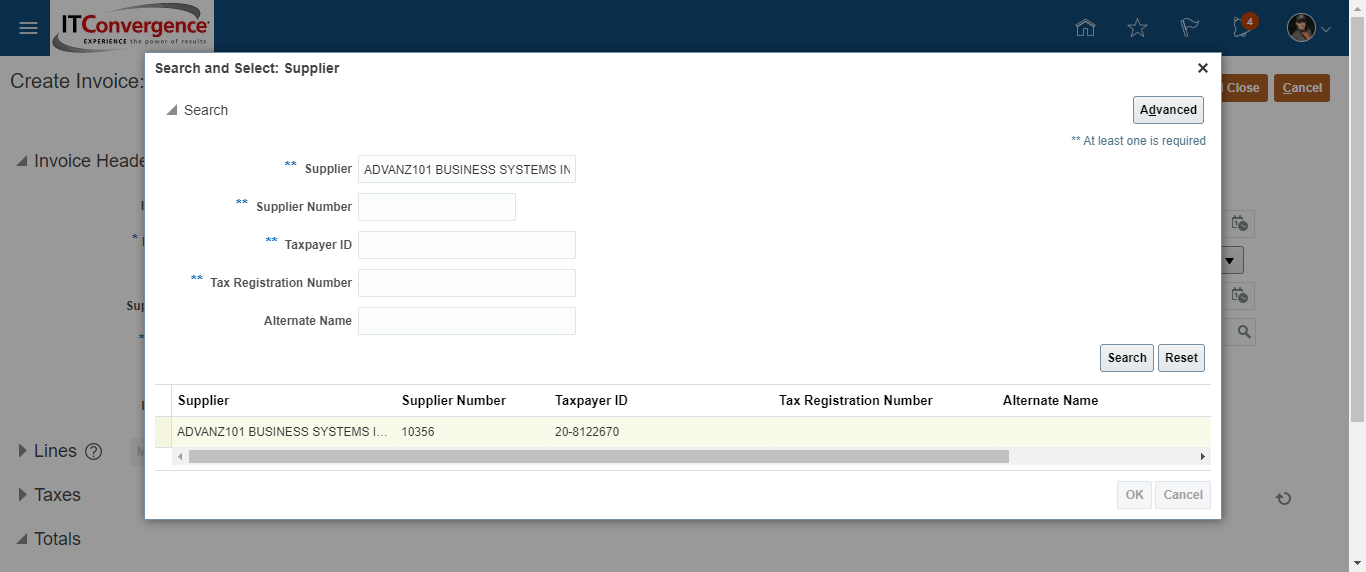 ITConvergence
EXPERIENCE the power of results
4
Search and Select: Supplier
Create Invoice:
Close
Cancel
Search
Advanced
** At least one is required
Invoice Heade
** Supplier ADVANZ101 BUSINESS SYSTEMS IN
** Supplier Number
** Taxpayer ID
** Tax Registration Number
Alternate Name
Sup
Search Reset
Supplier Supplier Number Taxpayer ID Tax Registration Number Alternate Name
ADVANZ101 BUSINESS SYSTEMS I... 10356 20-8122670
Lines ?
M
OK Cancel
Taxes
Totals